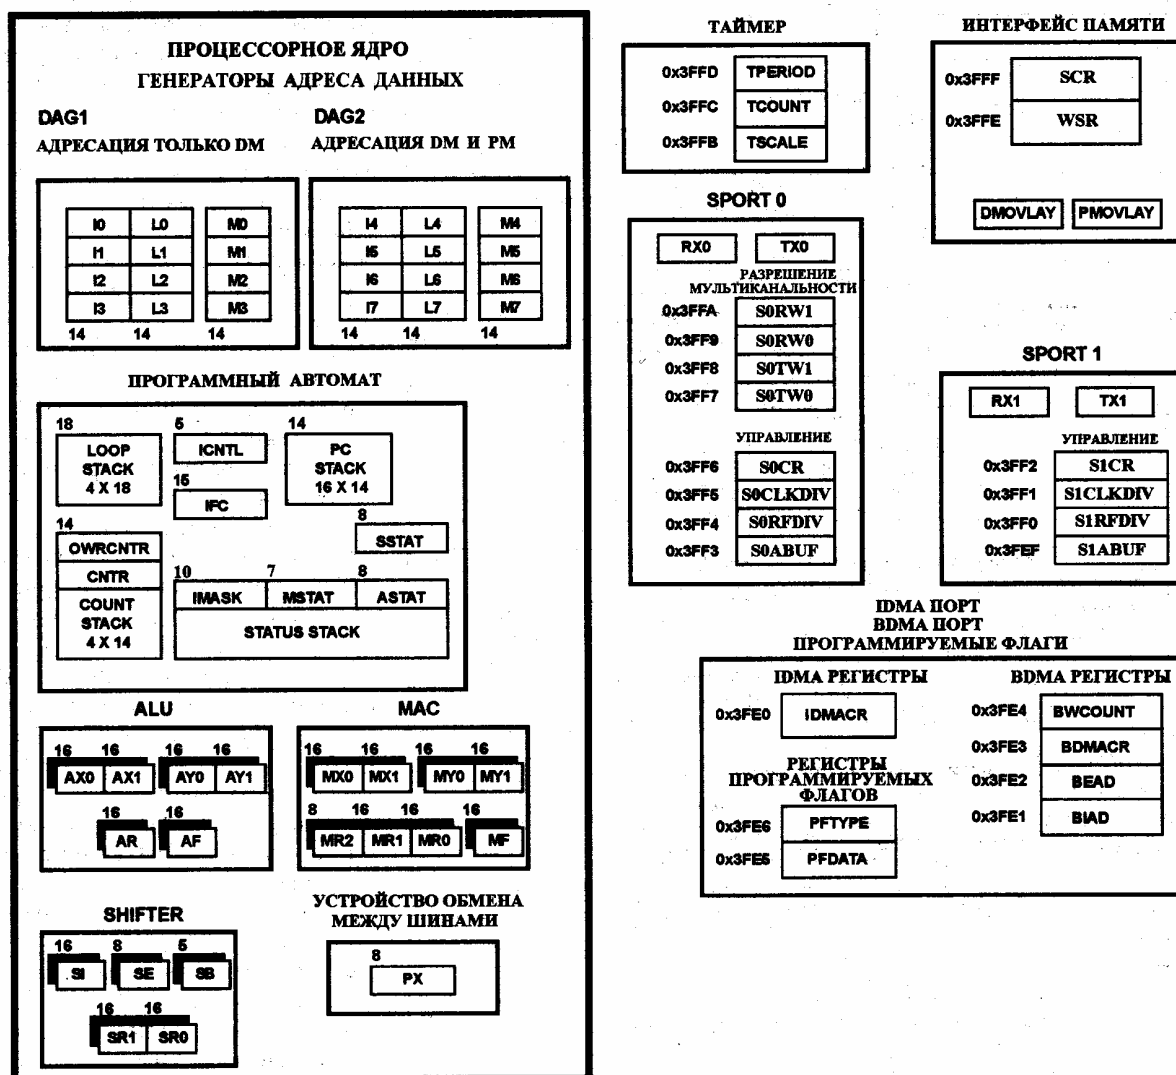 ПРОЦЕССОРНОЕ ЯДРО
ГЕНЕРАТОРЫ АДРЕСА ДАННЫХ
DAG1
АДРЕСАЦИЯ ТОЛЬКО DM
DAG2
АДРЕСАЦИЯ DM И PM
I0 L0 M0
I1 L1 M1
I2 L2 M2
I3 L3 M3
14 14 14
I4 L4 M4
I5 L5 M5
I6 L6 M6
I7 L7 M7
14 14 14
ПРОГРАММНЫЙ АВТОМАТ
18
LOOP
STACK
4 X 18
5
ICNTL
15
IFC
14
PC
STACK
16 X 14
8
SSTAT
14
OWRCNTR
CNTR
COUNT
STACK
4 X 14
10 7 8
IMASK MSTAT ASTAT
STATUS STACK
ALU
16 16 16 16
AX0 AX1 AY0 AY1
16 16
AR AF
MAC
16 16 16 16
MX0 MX1 MY0 MY1
8 16 16 16
MR2 MR1 MR0 MF
SHIFTER
16 8 5
SI SE SB
16 16
SR1 SR0
УСТРОЙСТВО ОБМЕНА
МЕЖДУ ШИНАМИ
8
PX
ТАЙМЕР
0x3FFD TPERIOD
0x3FFC TCOUNT
0x3FFB TSCALE
ИНТЕРФЕЙС ПАМЯТИ
0x3FFF SCR
0x3FFE WSR
DMOVLAY PMOVLAY
SPORT 0
RX0 TX0
РАЗРЕШЕНИЕ
МУЛЬТИКАНАЛЬНОСТИ
0x3FFA S0RW1
0x3FF9 S0RW0
0x3FF8 S0TW1
0x3FF7 S0TW0
УПРАВЛЕНИЕ
0x3FF6 S0CR
0x3FF5 S0CLKDIV
0x3FF4 S0RFDIV
0x3FF3 S0ABUF
SPORT 1
RX1 TX1
УПРАВЛЕНИЕ
0x3FF2 S1CR
0x3FF1 S1CLKDIV
0x3FF0 S1RFDIV
0x3FEF S1ABUF
IDMA ПОРТ
BDMA ПОРТ
ПРОГРАММИРУЕМЫЕ ФЛАГИ
IDMA РЕГИСТРЫ
0x3FE0 IDMACR
РЕГИСТРЫ
ПРОГРАММИРУЕМЫХ
ФЛАГОВ
0x3FE6 PFTYPE
0x3FE5 PFDATA
BDMA РЕГИСТРЫ
0x3FE4 BWCOUNT
0x3FE3 BDMACR
0x3FE2 BEAD
0x3FE1 BIAD